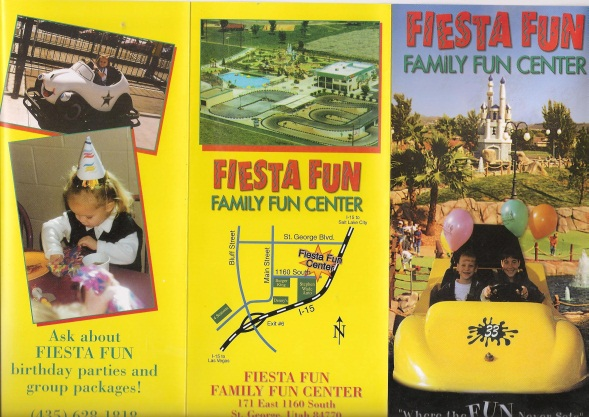 Ask about
FIESTA FUN
birthday parties and
group packages!
(435) 628-1818
FIESTA FUN
FAMILY FUN CENTER
I-15 to
Salt Lake City
St. George Blvd.
Bluff Street
Main Street
Fiesta Fun
Center
1160 South
I-15
Exit #6
N
I-15 to
Las Vegas
FIESTA FUN
FAMILY FUN CENTER
171 East 1160 South
St. George, Utah 84770
FIESTA FUN
FAMILY FUN CENTER
33
"Where the FUN Never Sets"